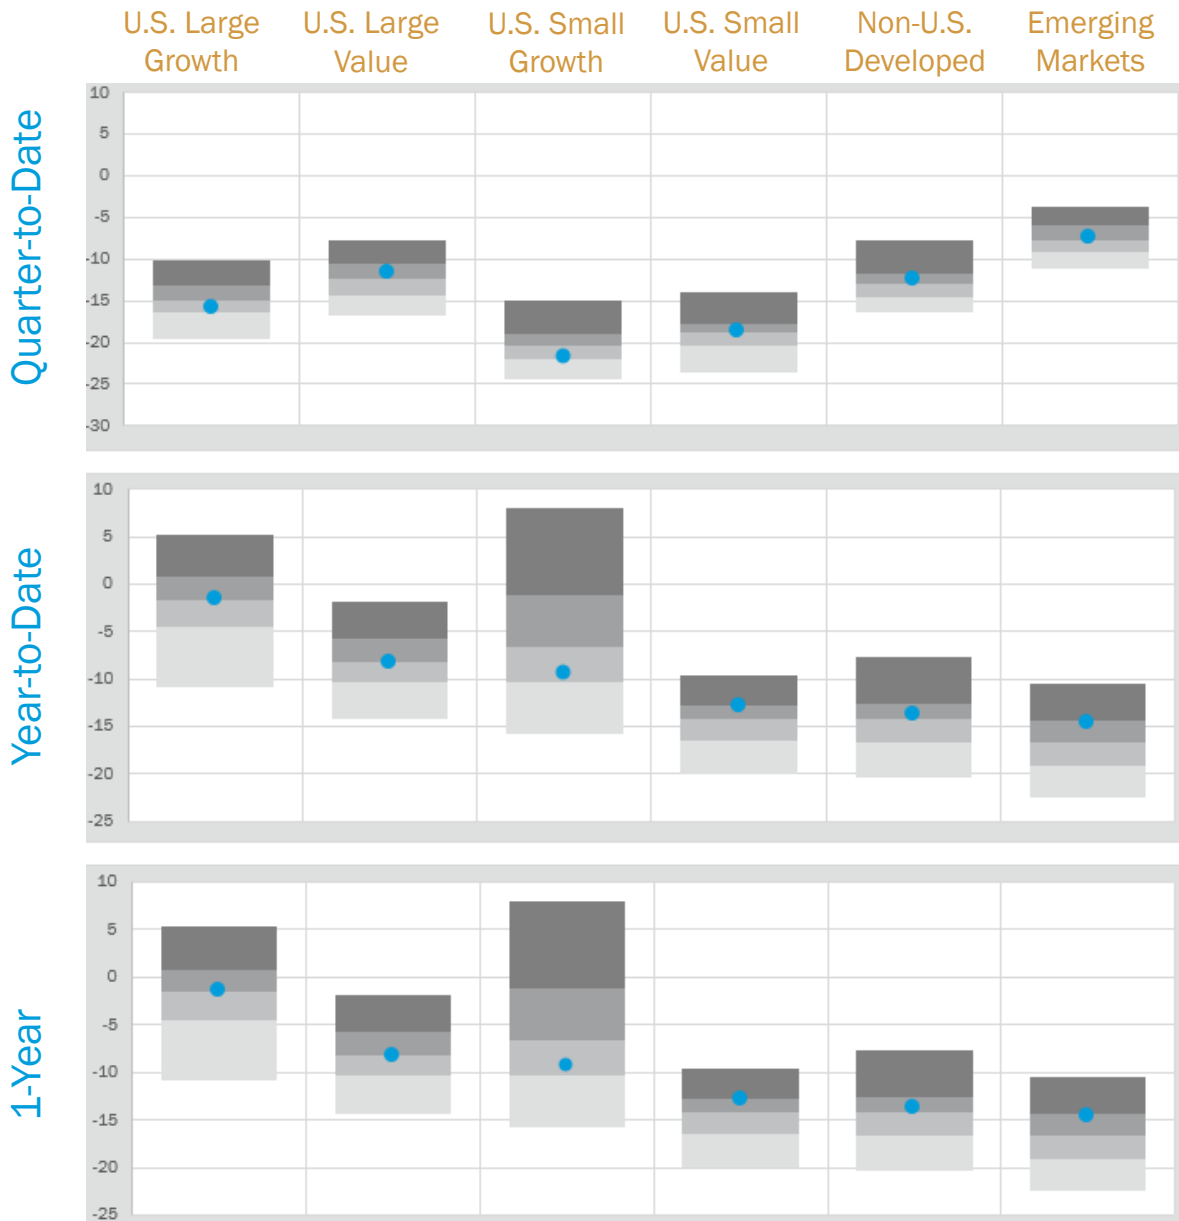 U.S. Large Growth
U.S. Large Value
U.S. Small Growth
U.S. Small Value
Non-U.S. Developed
Emerging Markets
Quarter-to-Date
10
5
0
-5
-10
-15
-20
-25
-30
Year-to-Date
10
5
0
-5
-10
-15
-20
-25
1-Year
10
5
0
-5
-10
-15
-20
-25